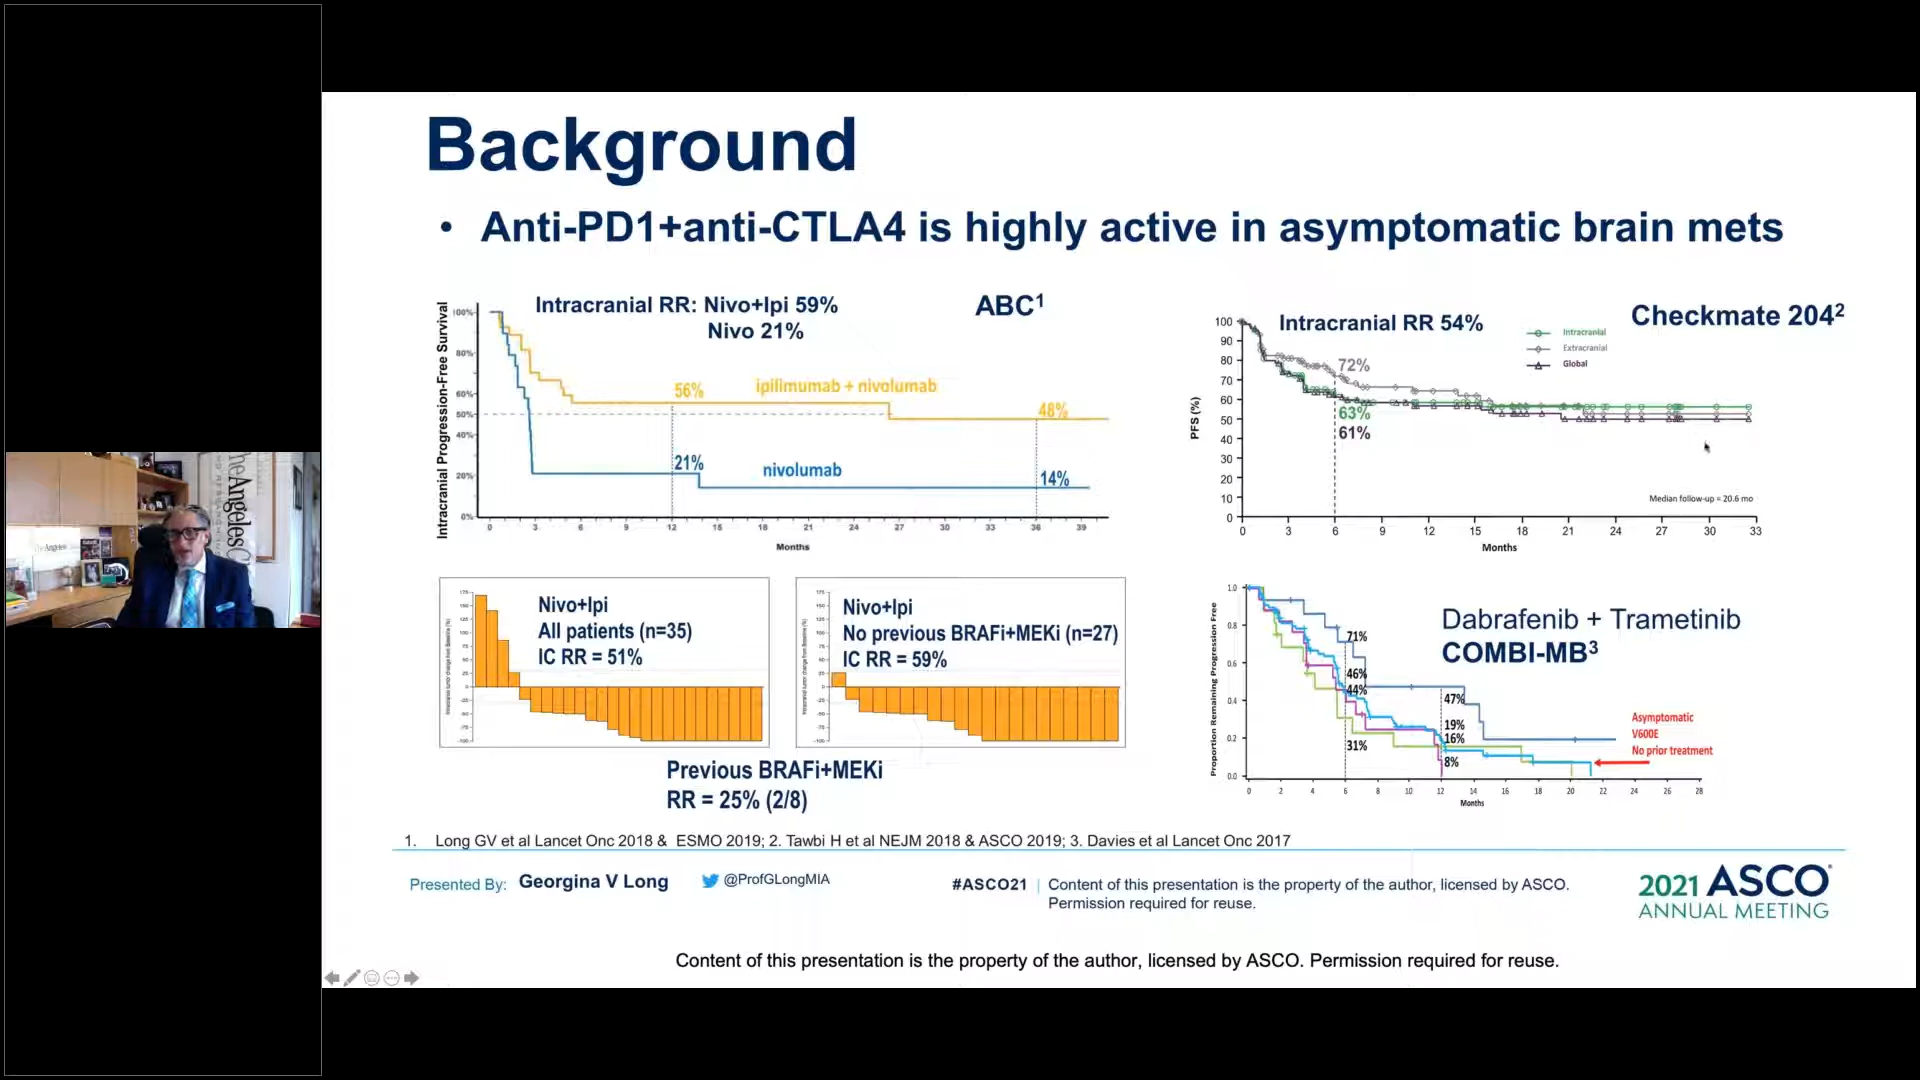 Background
• Anti-PD1+anti-CTLA4 is highly active in asymptomatic brain mets
Intracranial RR: Nivo+Ipi 59%
Nivo 21%
ABC1
Intracranial Progression-Free Survival
100%
80%
60%
50%
40%
20%
0%
56%
ipilimumab + nivolumab
48%
21%
nivolumab
14%
0 3 6 9 12 15 18 21 24 27 30 33 36 39
Months
Checkmate 204²
Intracranial RR 54%
Intracranial
Extracranial
Global
PFS (%)
100
90
80
70
60
50
40
30
20
10
0
72%
63%
61%
Median follow-up = 20.6 mo
0 3 6 9 12 15 18 21 24 27 30 33
Months
Nivo+Ipi
All patients (n=35)
IC RR = 51%
Nivo+Ipi
No previous BRAFi+MEKi (n=27)
IC RR = 59%
Previous BRAFi+MEKi
RR = 25% (2/8)
Dabrafenib + Trametinib
COMBI-MB³
Proportion Remaining Progression Free
1.0
0.8
0.6
0.4
0.2
0.0
71%
46%
44%
31%
47%
19%
16%
8%
Asymptomatic
V600E
No prior treatment
0 2 4 6 8 10 12 14 16 18 20 22 24 26 28
Months
1. Long GV et al Lancet Onc 2018 & ESMO 2019; 2. Tawbi H et al NEJM 2018 & ASCO 2019; 3. Davies et al Lancet Onc 2017
Presented By: Georgina V Long @ProfGLongMIA
#ASCO21 | Content of this presentation is the property of the author, licensed by ASCO.
Permission required for reuse.
2021 ASCO
ANNUAL MEETING
Content of this presentation is the property of the author, licensed by ASCO. Permission required for reuse.